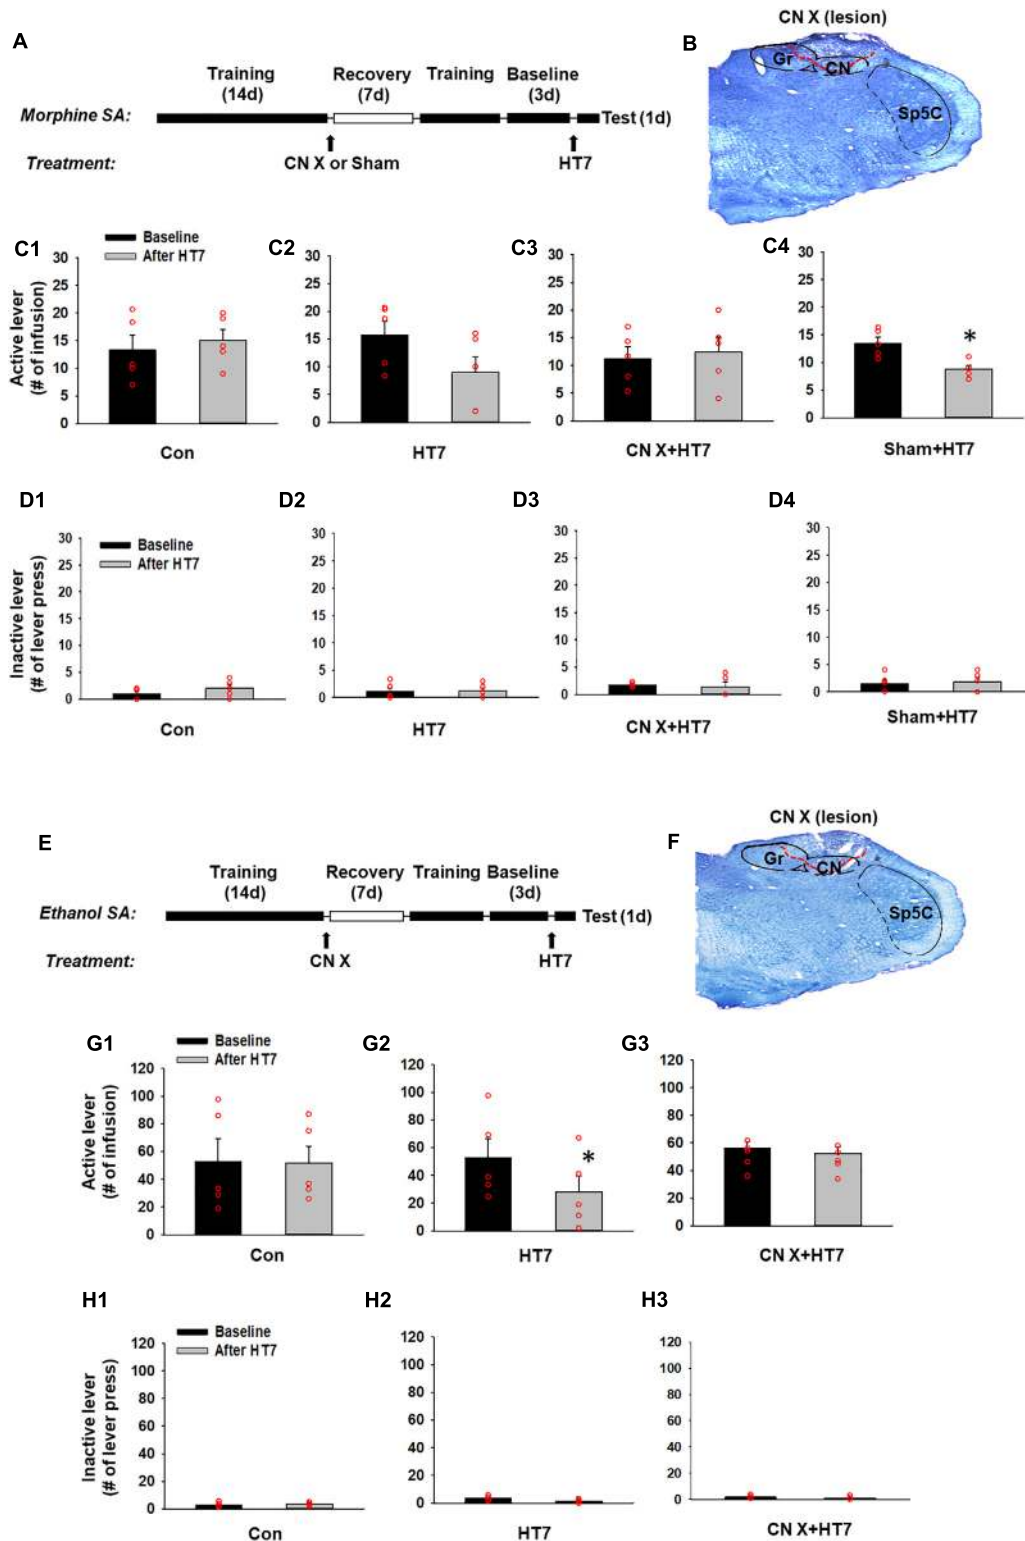 A
Training
(14d)
Recovery
(7d)
Training
Baseline
(3d)
Morphine SA:
Test (1d)
Treatment:
CN X or Sham
HT7
B
CN X (lesion)
Gr
CN
Sp5C
C1
Baseline
After HT7
Active lever
(# of infusion)
30
25
20
15
10
5
0
Con
C2
30
25
20
15
10
5
0
HT7
C3
30
25
20
15
10
5
0
CN X+HT7
C4
30
25
20
15
10
5
0
*
Sham+HT7
D1
Baseline
After HT7
Inactive lever
(# of lever press)
30
25
20
15
10
5
0
Con
D2
30
25
20
15
10
5
0
HT7
D3
30
25
20
15
10
5
0
CN X+HT7
D4
30
25
20
15
10
5
0
Sham+HT7
E
Training
(14d)
Recovery
(7d)
Training
Baseline
(3d)
Ethanol SA:
Test (1d)
Treatment:
CN X
HT7
F
CN X (lesion)
Gr
CN
Sp5C
G1
Baseline
After HT7
Active lever
(# of infusion)
120
100
80
60
40
20
0
Con
G2
120
100
80
60
40
20
0
*
HT7
G3
120
100
80
60
40
20
0
CN X+HT7
H1
Baseline
After HT7
Inactive lever
(# of lever press)
120
100
80
60
40
20
0
Con
H2
120
100
80
60
40
20
0
HT7
H3
120
100
80
60
40
20
0
CN X+HT7